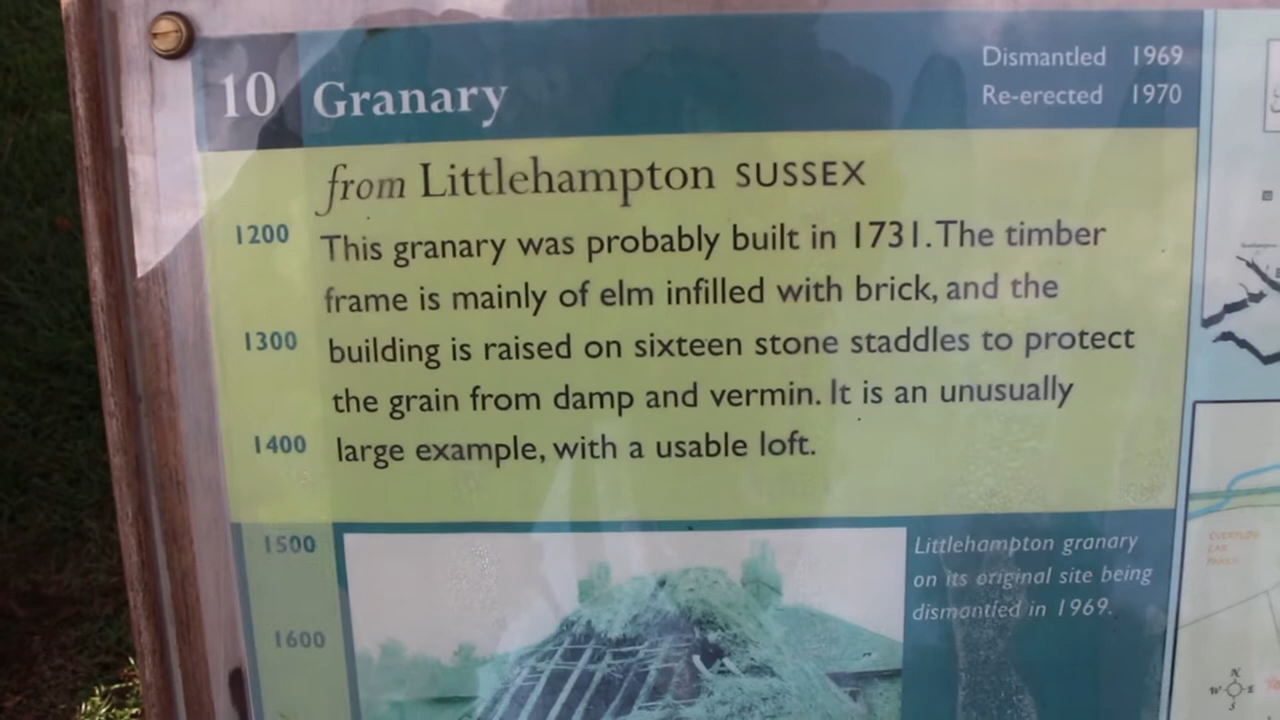 10 Granary
Dismantled 1969
Re-erected 1970
from Littlehampton SUSSEX
1200
This granary was probably built in 1731. The timber
frame is mainly of elm infilled with brick, and the
1300
building is raised on sixteen stone staddles to protect
the grain from damp and vermin. It is an unusually
1400
large example, with a usable loft.
1500
1600
Littlehampton granary
on its original site being
dismantled in 1969.
OVERFLOW
CAR
N
W E
S